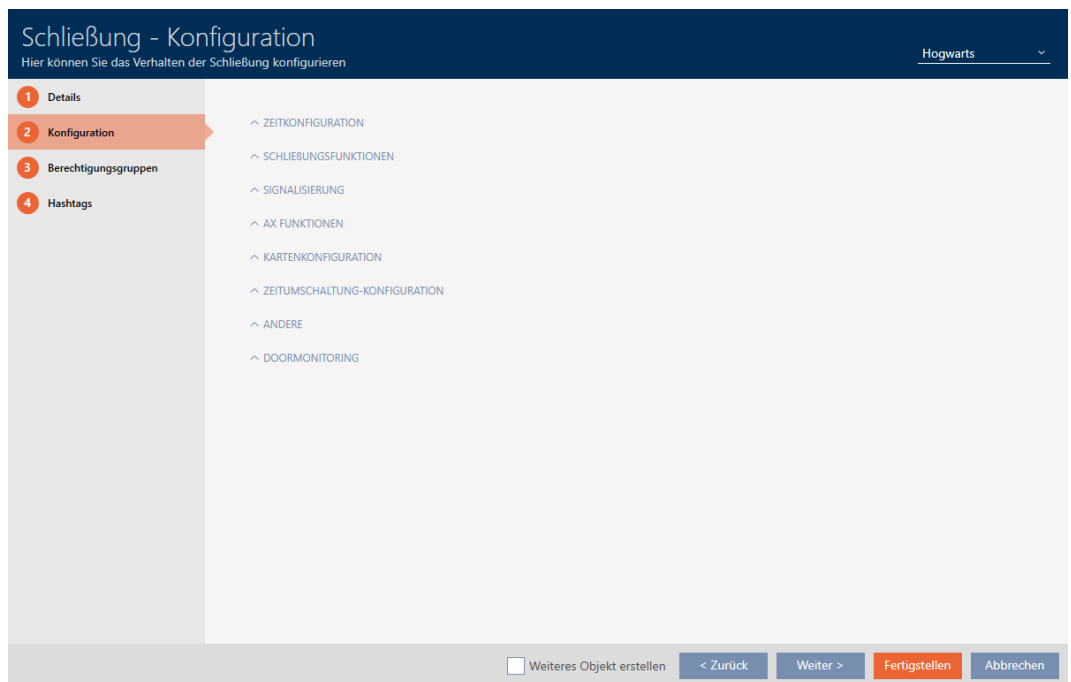 Schließung - Konfiguration
Hier können Sie das Verhalten der Schließung konfigurieren
Hogwarts
1 Details
2 Konfiguration
3 Berechtigungsgruppen
4 Hashtags
ZEITKONFIGURATION
SCHLIEßUNGSFUNKTIONEN
SIGNALISIERUNG
AX FUNKTIONEN
KARTENKONFIGURATION
ZEITUMSCHALTUNG-KONFIGURATION
ANDERE
DOORMONITORING
Weiteres Objekt erstellen
< Zurück
Weiter >
Fertigstellen
Abbrechen